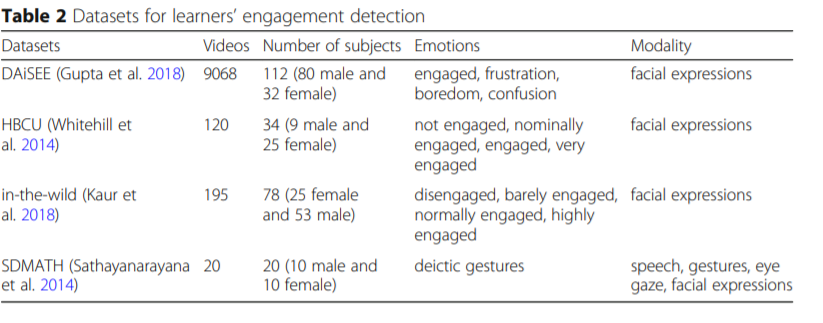 Table 2 Datasets for learners' engagement detection
Datasets Videos Number of subjects Emotions Modality
DAiSEE (Gupta et al. 2018) 9068 112 (80 male and engaged, frustration, facial expressions
32 female) boredom, confusion
HBCU (Whitehill et 120 34 (9 male and not engaged, nominally facial expressions
al. 2014) 25 female) engaged, engaged, very
engaged
in-the-wild (Kaur et 195 78 (25 female disengaged, barely engaged, facial expressions
al. 2018) and 53 male) normally engaged, highly
engaged
SDMATH (Sathayanarayana 20 20 (10 male and deictic gestures speech, gestures, eye
et al. 2014) 10 female) gaze, facial expressions